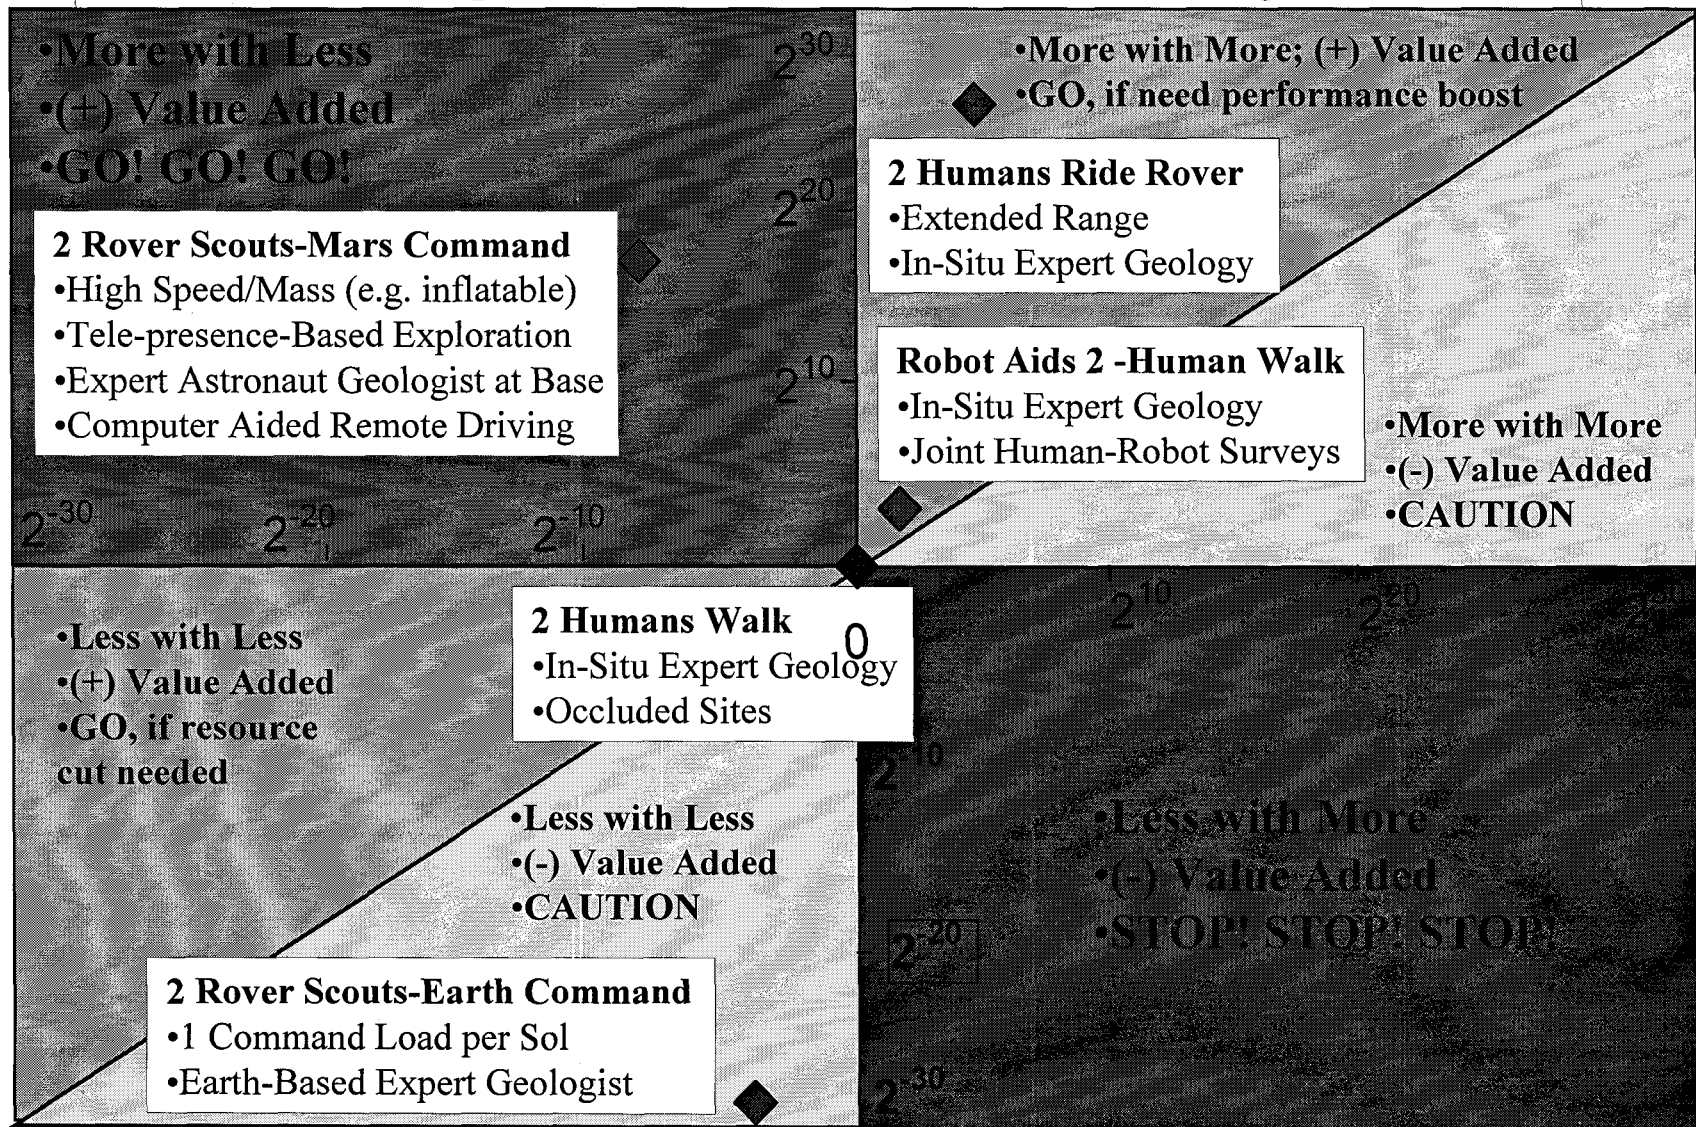 •More with Less
•(+) Value Added
•GO! GO! GO!
2 Rover Scouts-Mars Command
•High Speed/Mass (e.g. inflatable)
•Tele-presence-Based Exploration
•Expert Astronaut Geologist at Base
•Computer Aided Remote Driving
2^30
2^20
2^10
2^-30
2^-20
2^-10
•More with More; (+) Value Added
•GO, if need performance boost
2 Humans Ride Rover
•Extended Range
•In-Situ Expert Geology
Robot Aids 2 -Human Walk
•In-Situ Expert Geology
•Joint Human-Robot Surveys
•More with More
•(-) Value Added
•CAUTION
•Less with Less
•(+) Value Added
•GO, if resource
cut needed
2 Humans Walk
0
•In-Situ Expert Geology
•Occluded Sites
•Less with Less
•(-) Value Added
•CAUTION
2 Rover Scouts-Earth Command
•1 Command Load per Sol
•Earth-Based Expert Geologist
2^10
2^20
2^30
2^-10
•Less with More
•(-) Value Added
•STOP! STOP! STOP!
2^-20
2^-30